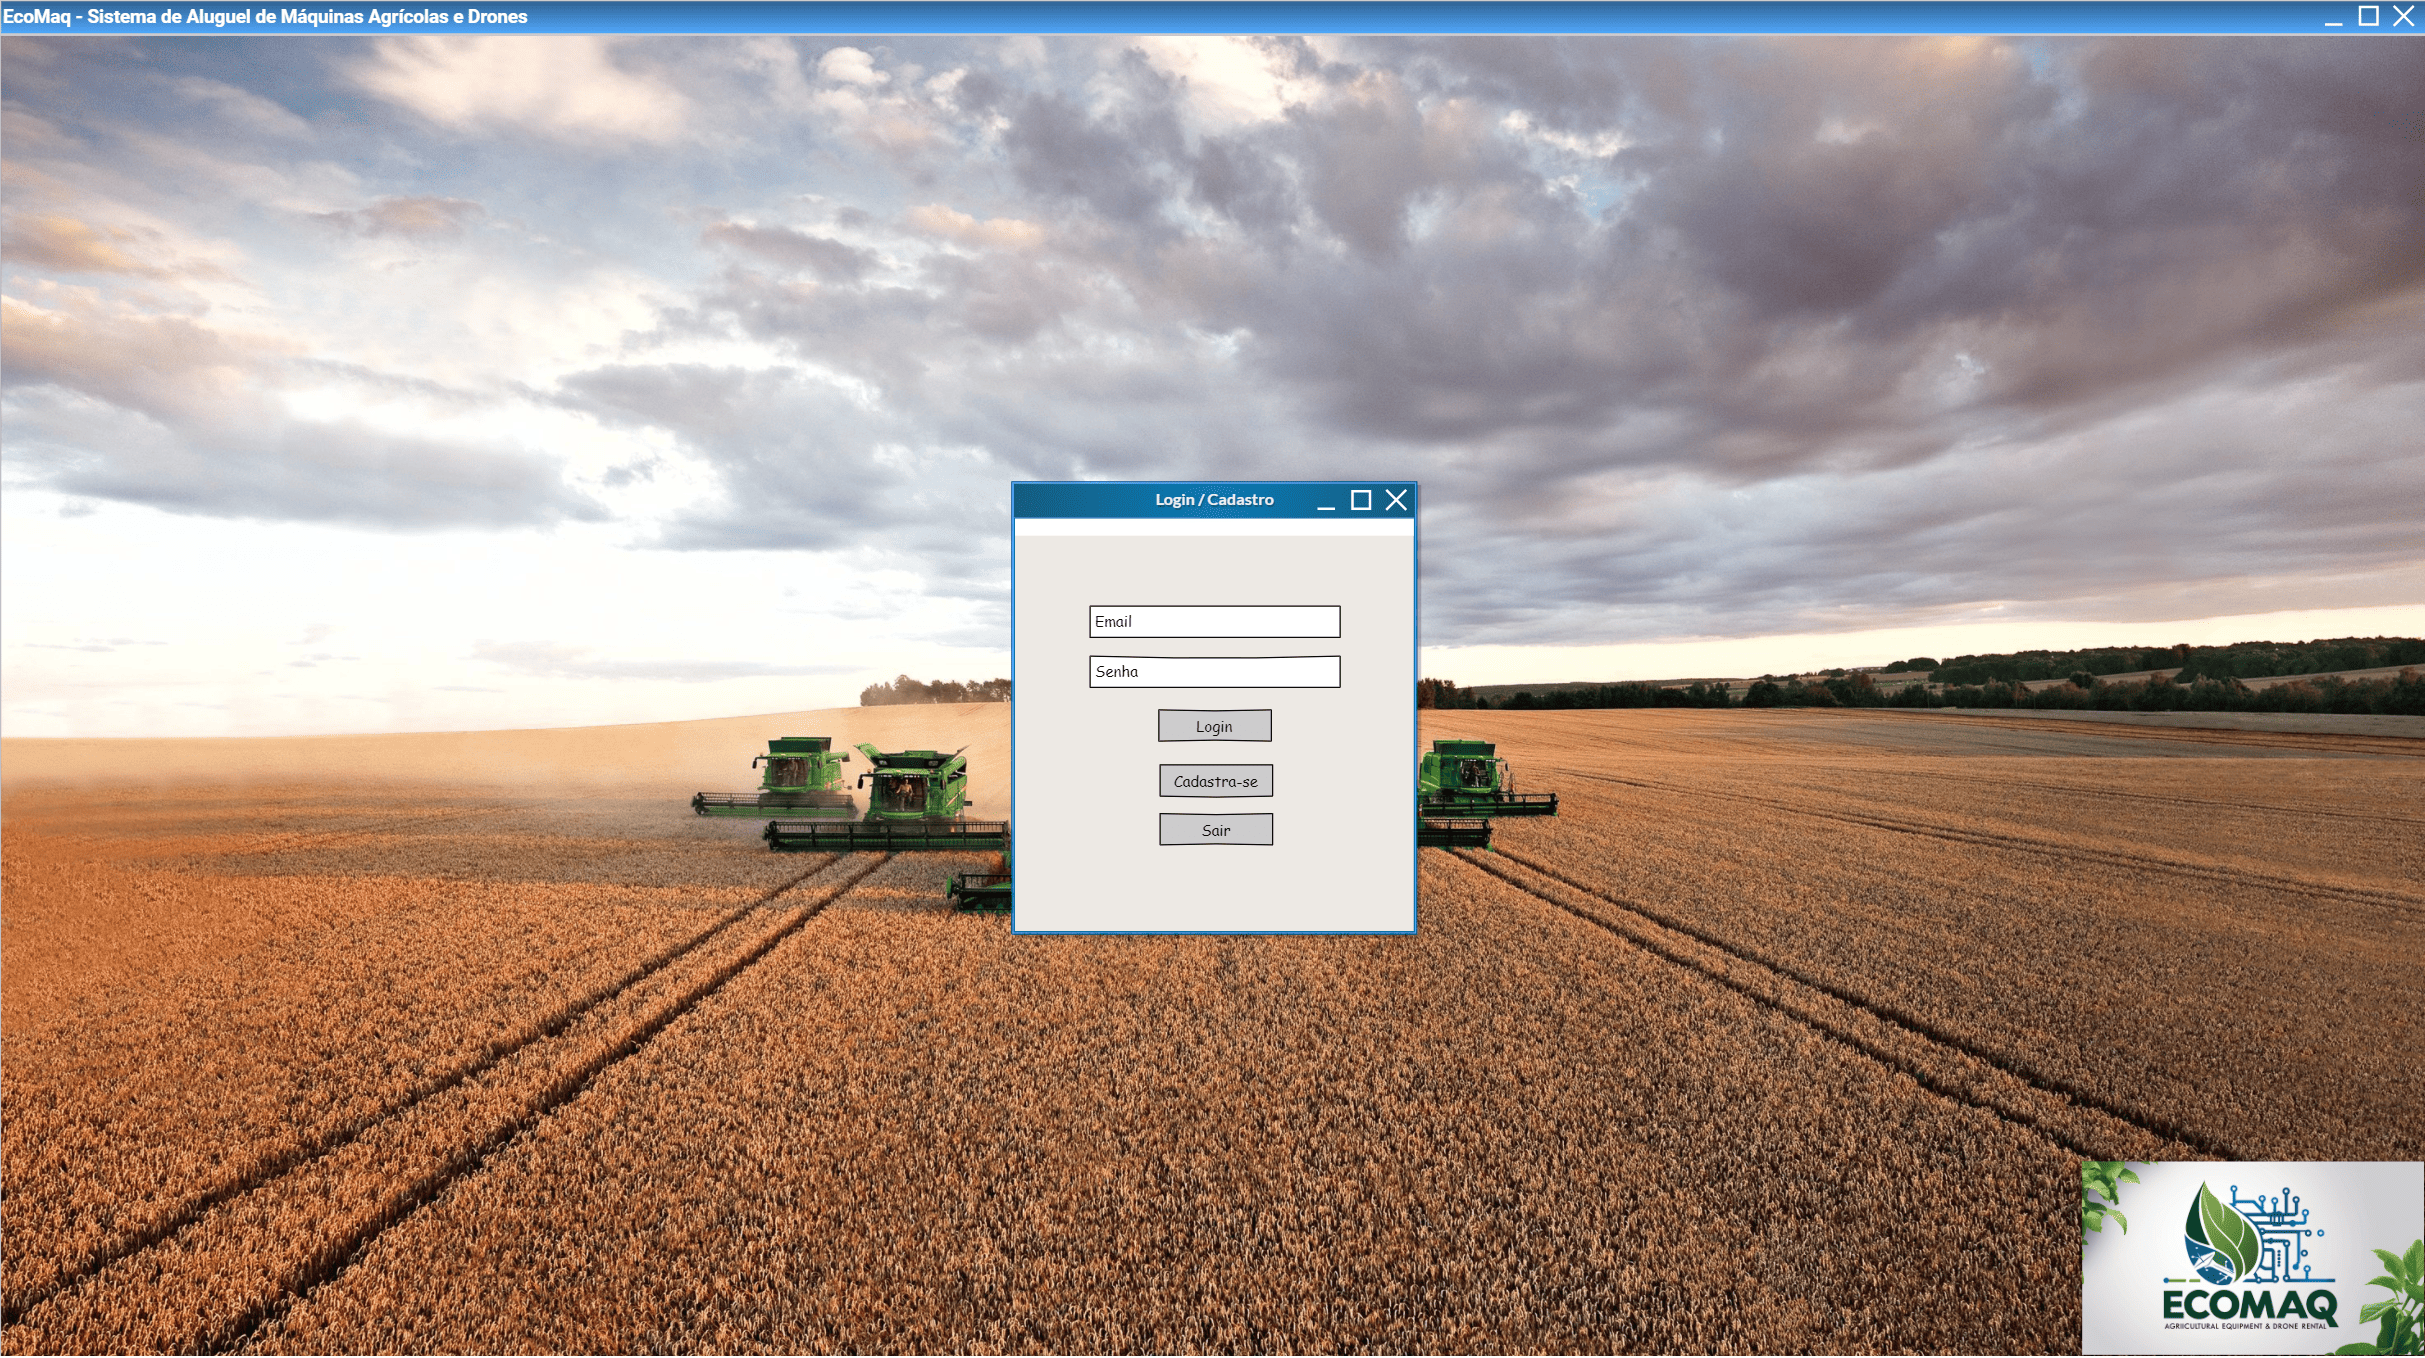 EcoMaq - Sistema de Aluguel de Máquinas Agrícolas e Drones
Login / Cadastro
Email
Senha
Login
Cadastra-se
Sair
ECOMAQ
AGRIICULTURAL EQUIPMENT & DRONE RENTAL